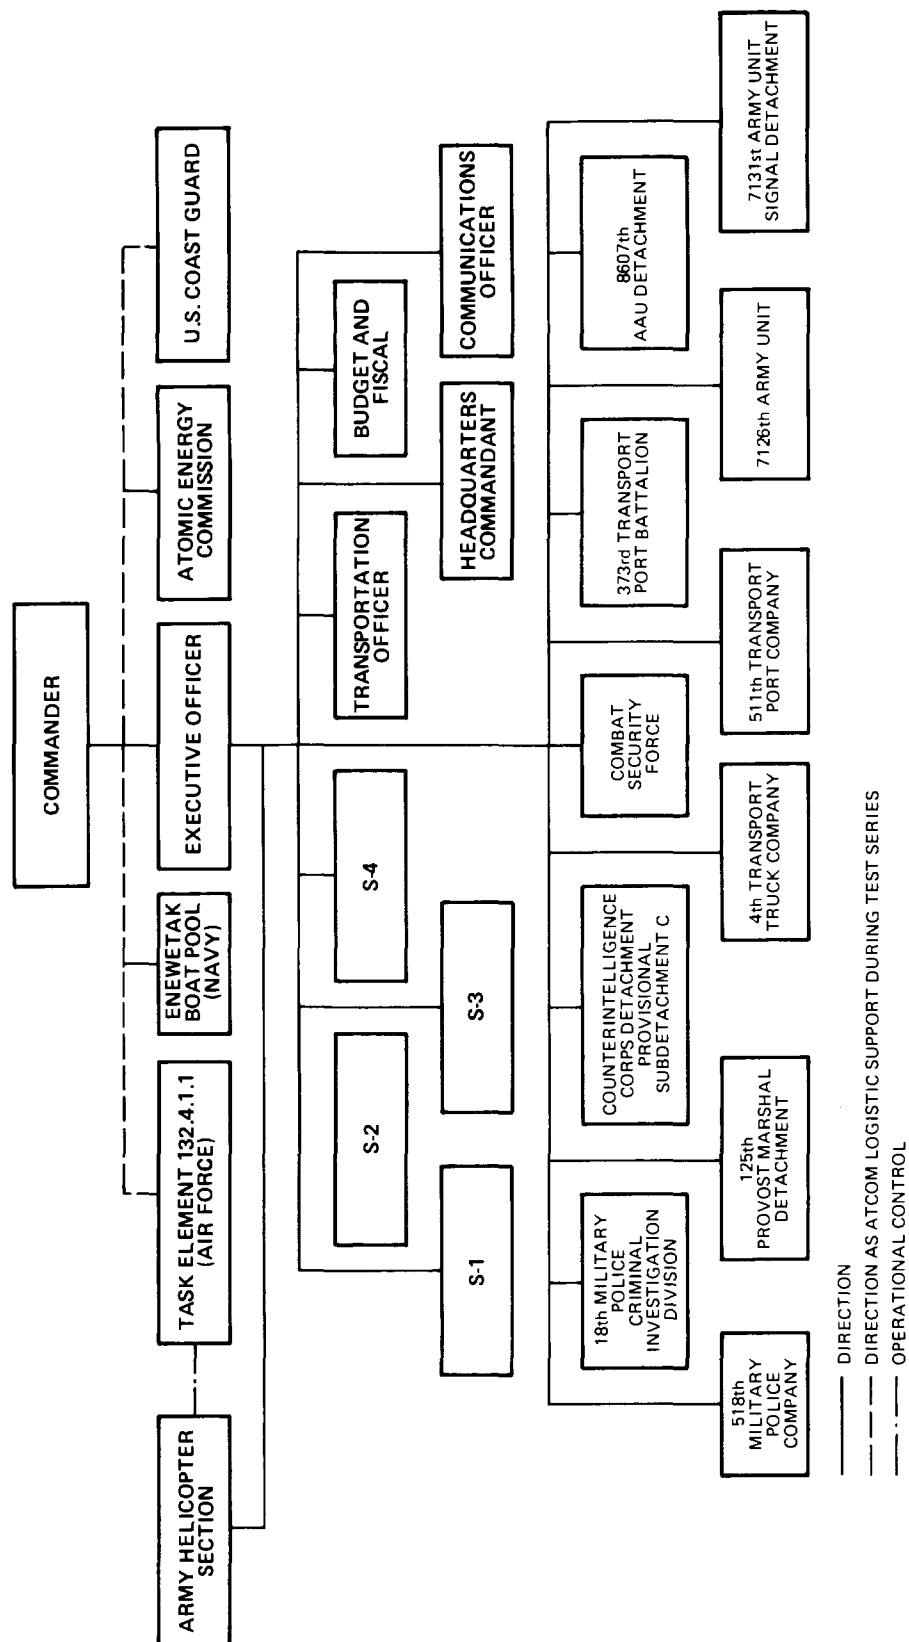 COMMANDER
ARMY HELICOPTER
SECTION
TASK ELEMENT 132.4.1.1
(AIR FORCE)
ENEWETAK
BOAT POOL
(NAVY)
EXECUTIVE OFFICER
ATOMIC ENERGY
COMMISSION
U.S. COAST GUARD
S-1
S-2
S-3
S-4
TRANSPORTATION
OFFICER
HEADQUARTERS
COMMANDANT
BUDGET AND
FISCAL
COMMUNICATIONS
OFFICER
518th
MILITARY
POLICE
COMPANY
18th MILITARY
POLICE
CRIMINAL
INVESTIGATION
DIVISION
125th
PROVOST MARSHAL
DETACHMENT
COUNTERINTELLIGENCE
CORPS DETACHMENT
PROVISIONAL
SUBDETACHMENT C
4th TRANSPORT
TRUCK COMPANY
COMBAT
SECURITY
FORCE
511th TRANSPORT
PORT COMPANY
373rd TRANSPORT
PORT BATTALION
7126th ARMY UNIT
8607th
AAU DETACHMENT
7131st ARMY UNIT
SIGNAL DETACHMENT
DIRECTION
DIRECTION AS ATCOM LOGISTIC SUPPORT DURING TEST SERIES
OPERATIONAL CONTROL